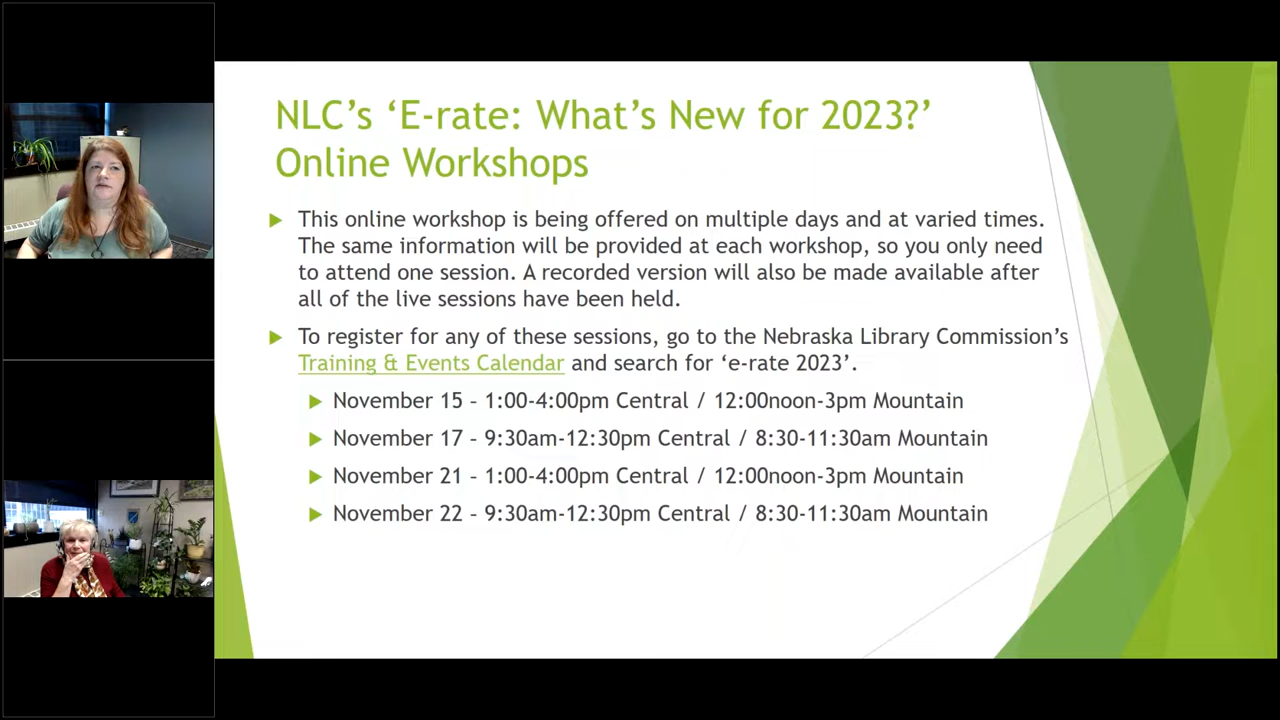 NLC’s ‘E-rate: What’s New for 2023?’
Online Workshops
This online workshop is being offered on multiple days and at varied times.
The same information will be provided at each workshop, so you only need
to attend one session. A recorded version will also be made available after
all of the live sessions have been held.
To register for any of these sessions, go to the Nebraska Library Commission’s
Training & Events Calendar and search for ‘e-rate 2023’.
November 15 – 1:00-4:00pm Central / 12:00noon-3pm Mountain
November 17 – 9:30am-12:30pm Central / 8:30-11:30am Mountain
November 21 – 1:00-4:00pm Central / 12:00noon-3pm Mountain
November 22 – 9:30am-12:30pm Central / 8:30-11:30am Mountain